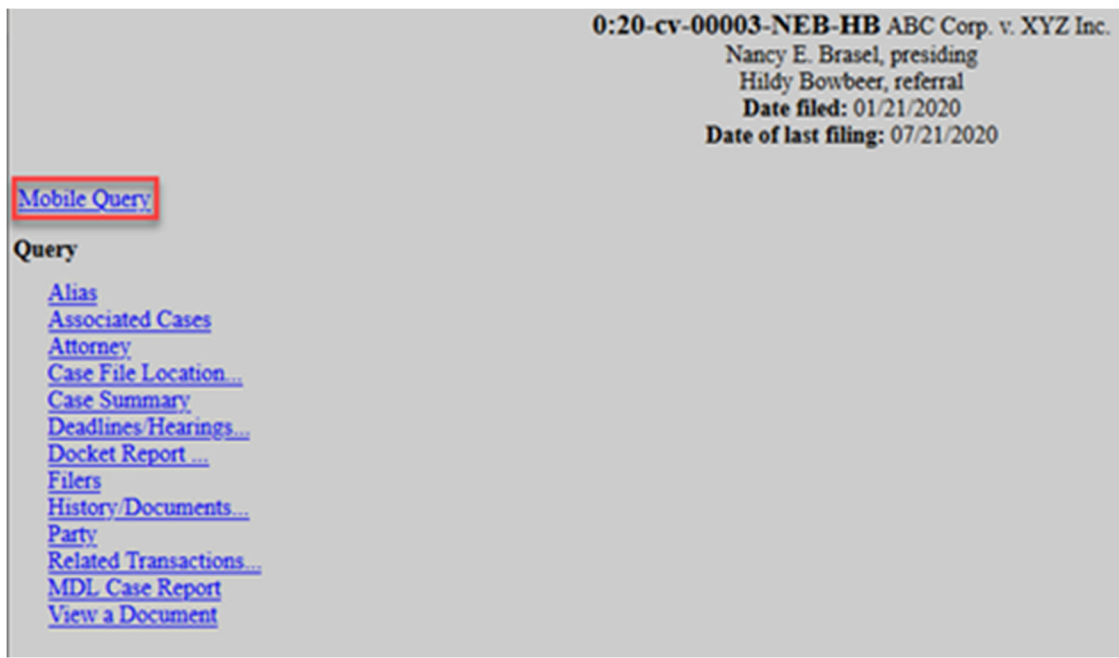 0:20-cv-00003-NEB-HB ABC Corp. v. XYZ Inc.
Nancy E. Brasel, presiding
Hildy Bowbeer, referral
Date filed: 01/21/2020
Date of last filing: 07/21/2020
Mobile Query
Query
Alias
Associated Cases
Attorney
Case File Location...
Case Summary
Deadlines/Hearings...
Docket Report ...
Filers
History/Documents...
Party
Related Transactions...
MDL Case Report
View a Document